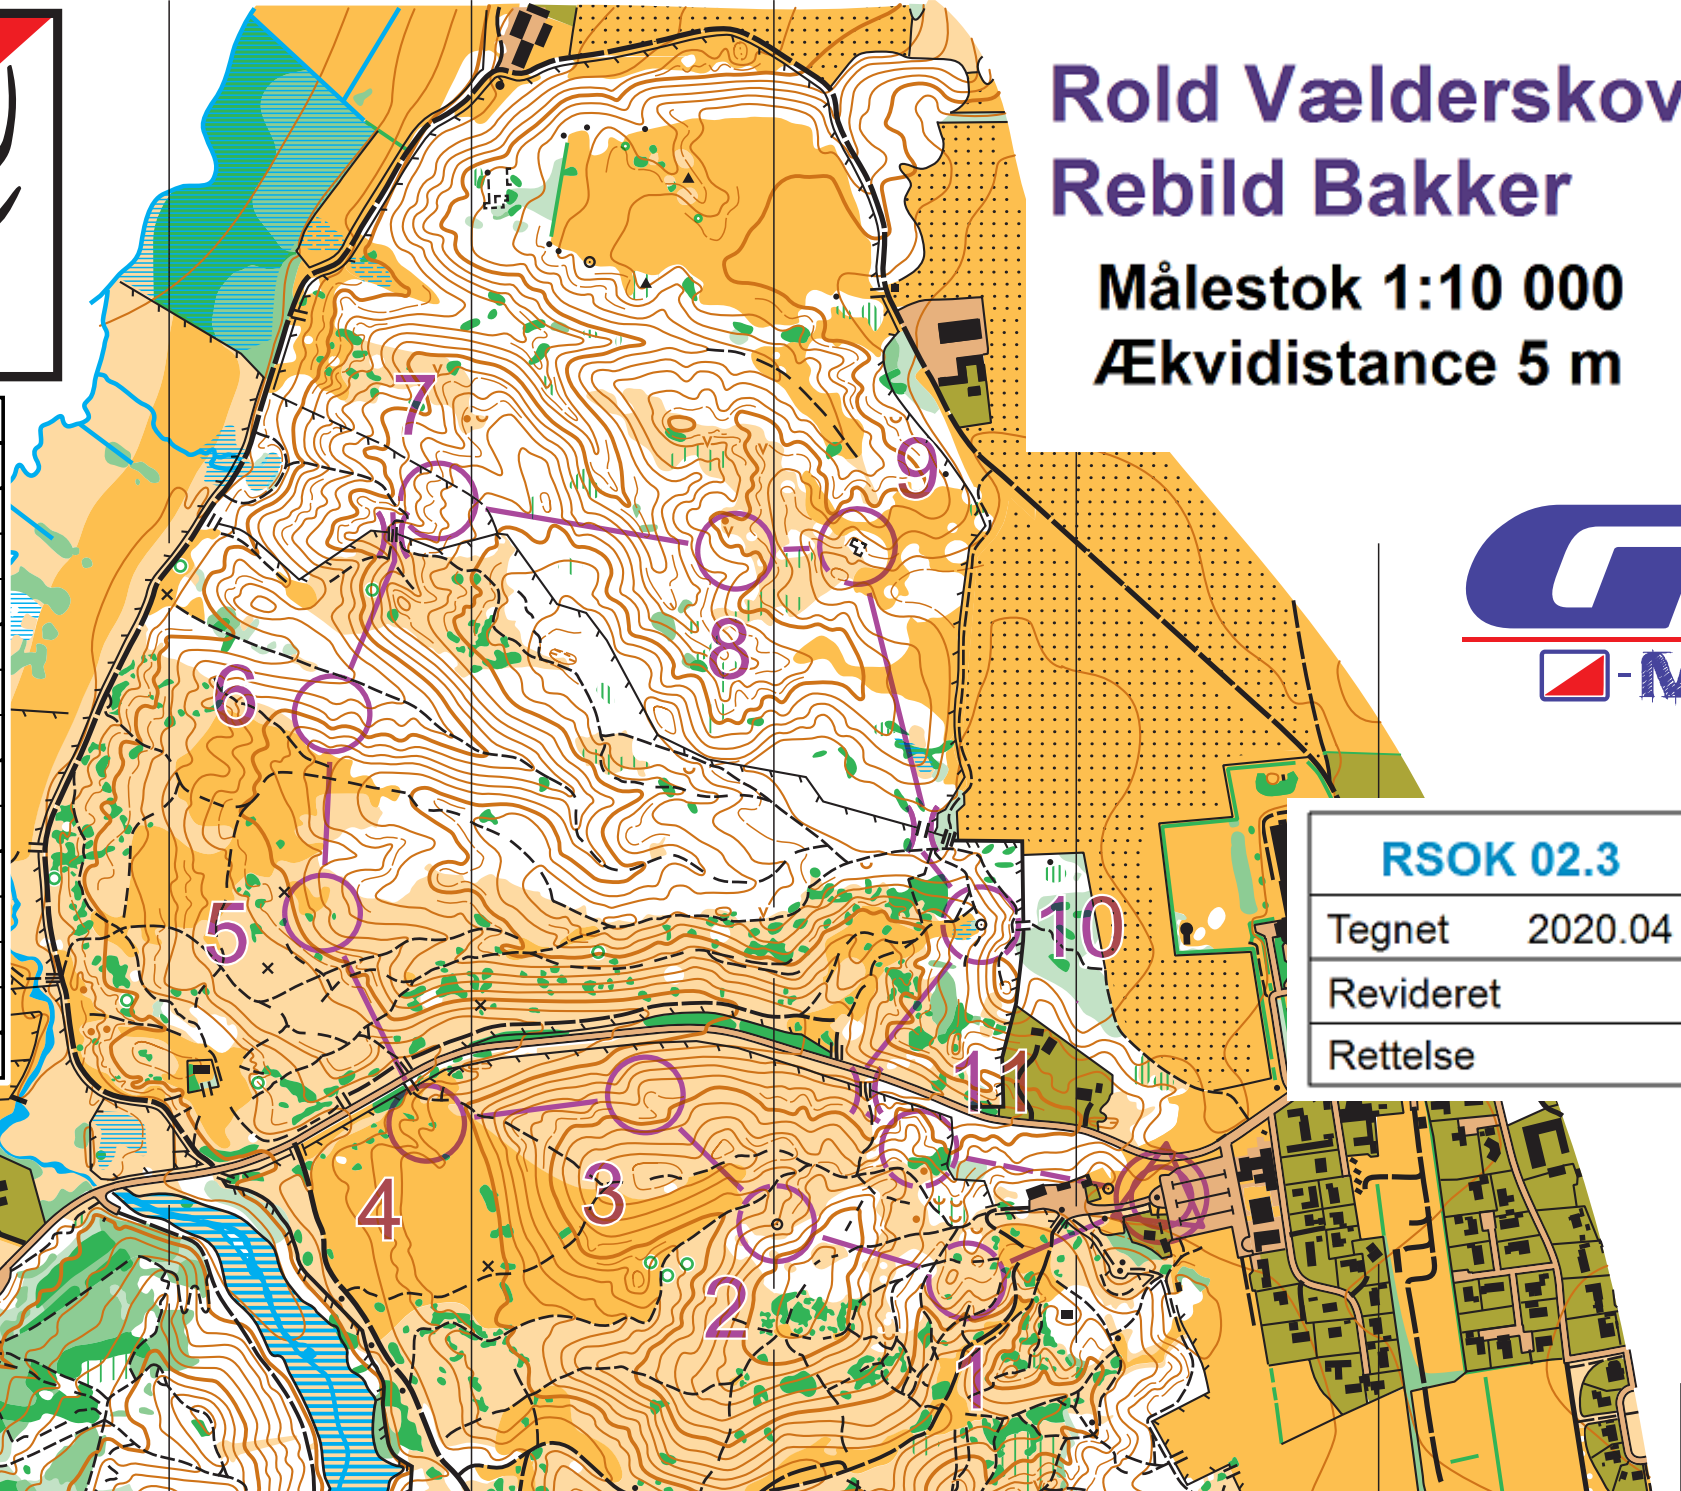 Rold Vælderskov
Rebild Bakker
Målestok 1:10 000
Ækvidistance 5 m
RSOK 02.3
Tegnet 2020.04
Revideret
Rettelse
7
9
8
6
5
10
11
4
3
2
1